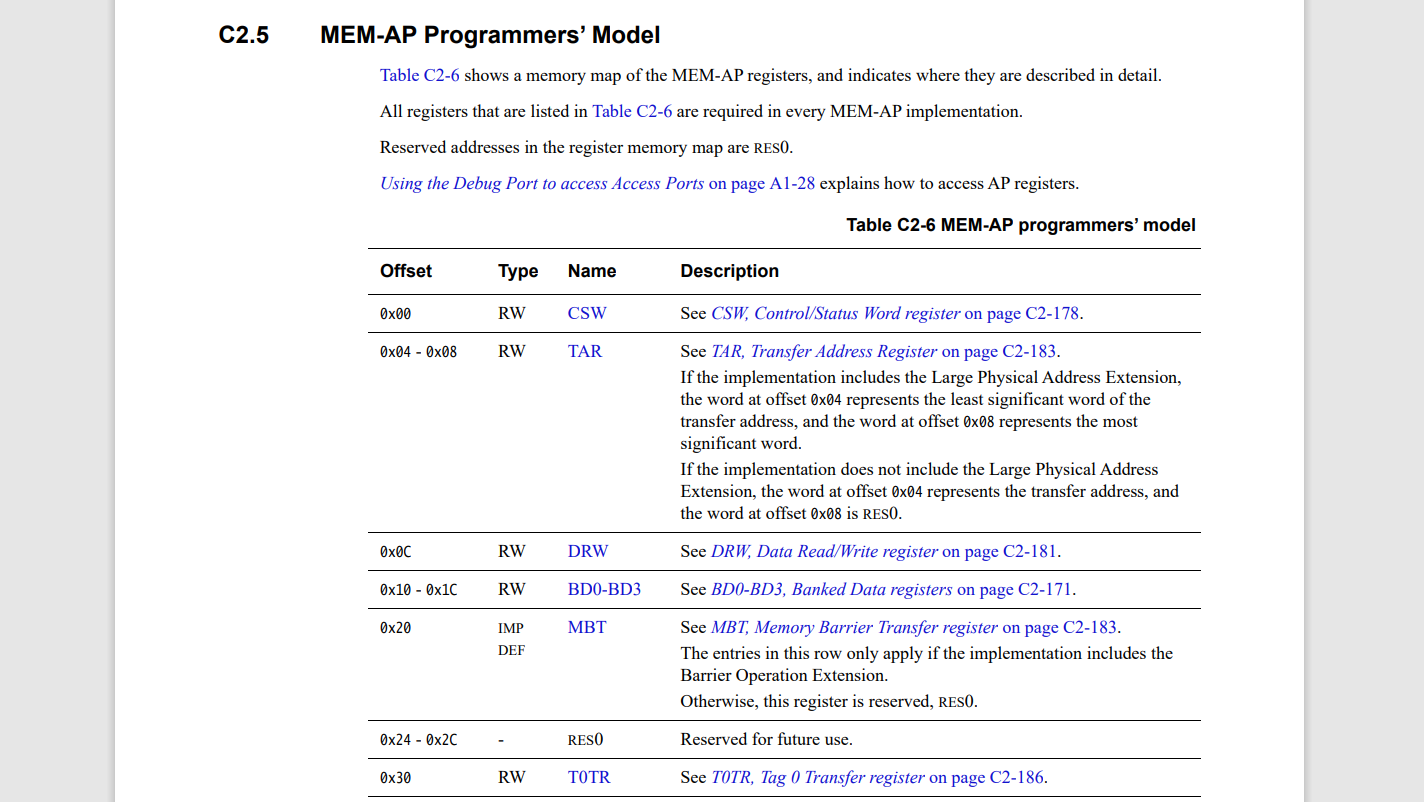 C2.5 MEM-AP Programmers’ Model
Table C2-6 shows a memory map of the MEM-AP registers, and indicates where they are described in detail.
All registers that are listed in Table C2-6 are required in every MEM-AP implementation.
Reserved addresses in the register memory map are RES0.
Using the Debug Port to access Access Ports on page A1-28 explains how to access AP registers.
Table C2-6 MEM-AP programmers’ model
Offset Type Name Description
0x00 RW CSW See CSW, Control/Status Word register on page C2-178.
0x04 - 0x08 RW TAR See TAR, Transfer Address Register on page C2-183.
If the implementation includes the Large Physical Address Extension,
the word at offset 0x04 represents the least significant word of the
transfer address, and the word at offset 0x08 represents the most
significant word.
If the implementation does not include the Large Physical Address
Extension, the word at offset 0x04 represents the transfer address, and
the word at offset 0x08 is RES0.
0x0C RW DRW See DRW, Data Read/Write register on page C2-181.
0x10 - 0x1C RW BD0-BD3 See BD0-BD3, Banked Data registers on page C2-171.
0x20 IMP MBT See MBT, Memory Barrier Transfer register on page C2-183.
DEF The entries in this row only apply if the implementation includes the
Barrier Operation Extension.
Otherwise, this register is reserved, RES0.
0x24 - 0x2C - RES0 Reserved for future use.
0x30 RW T0TR See T0TR, Tag 0 Transfer register on page C2-186.